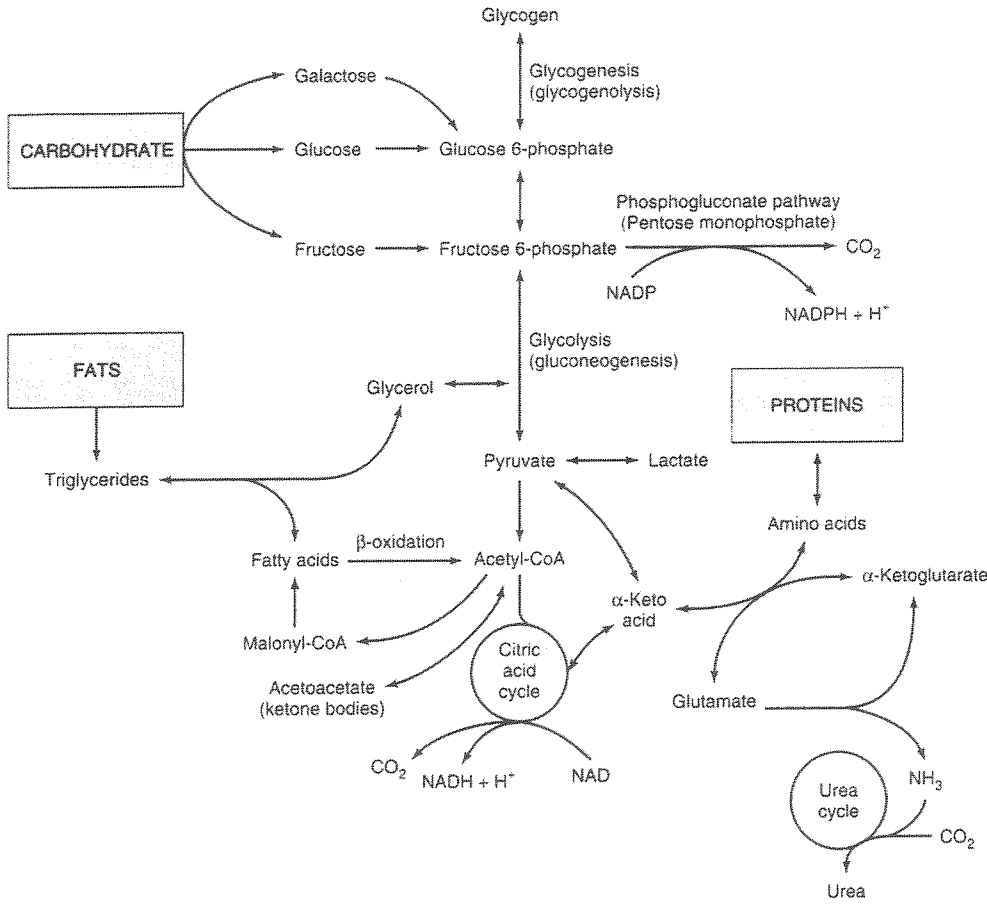 Glycogen
Glycogenesis
(glycogenolysis)
Galactose
CARBOHYDRATE
Glucose
Glucose 6-phosphate
Phosphogluconate pathway
(Pentose monophosphate)
Fructose
Fructose 6-phosphate
CO₂
NADP
NADPH + H⁺
Glycolysis
(gluconeogenesis)
FATS
Glycerol
PROTEINS
Pyruvate
Lactate
Triglycerides
Amino acids
β-oxidation
Fatty acids
Acetyl-CoA
α-Ketoglutarate
α-Keto
acid
Malonyl-CoA
Citric
acid
cycle
Acetoacetate
(ketone bodies)
Glutamate
CO₂
NADH + H⁺
NAD
NH₃
Urea
cycle
CO₂
Urea